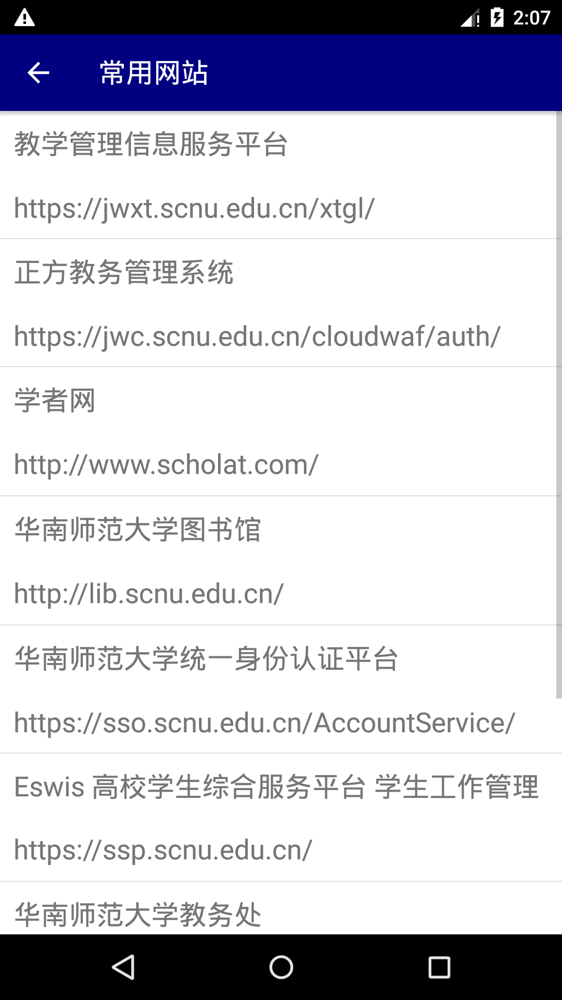 2:07
常用网站
教学管理信息服务平台
https://jwxt.scnu.edu.cn/xtgl/
正方教务管理系统
https://jwc.scnu.edu.cn/cloudwaf/auth/
学者网
http://www.scholat.com/
华南师范大学图书馆
http://lib.scnu.edu.cn/
华南师范大学统一身份认证平台
https://sso.scnu.edu.cn/AccountService/
Eswis 高校学生综合服务平台 学生工作管理
https://ssp.scnu.edu.cn/
华南师范大学教务处